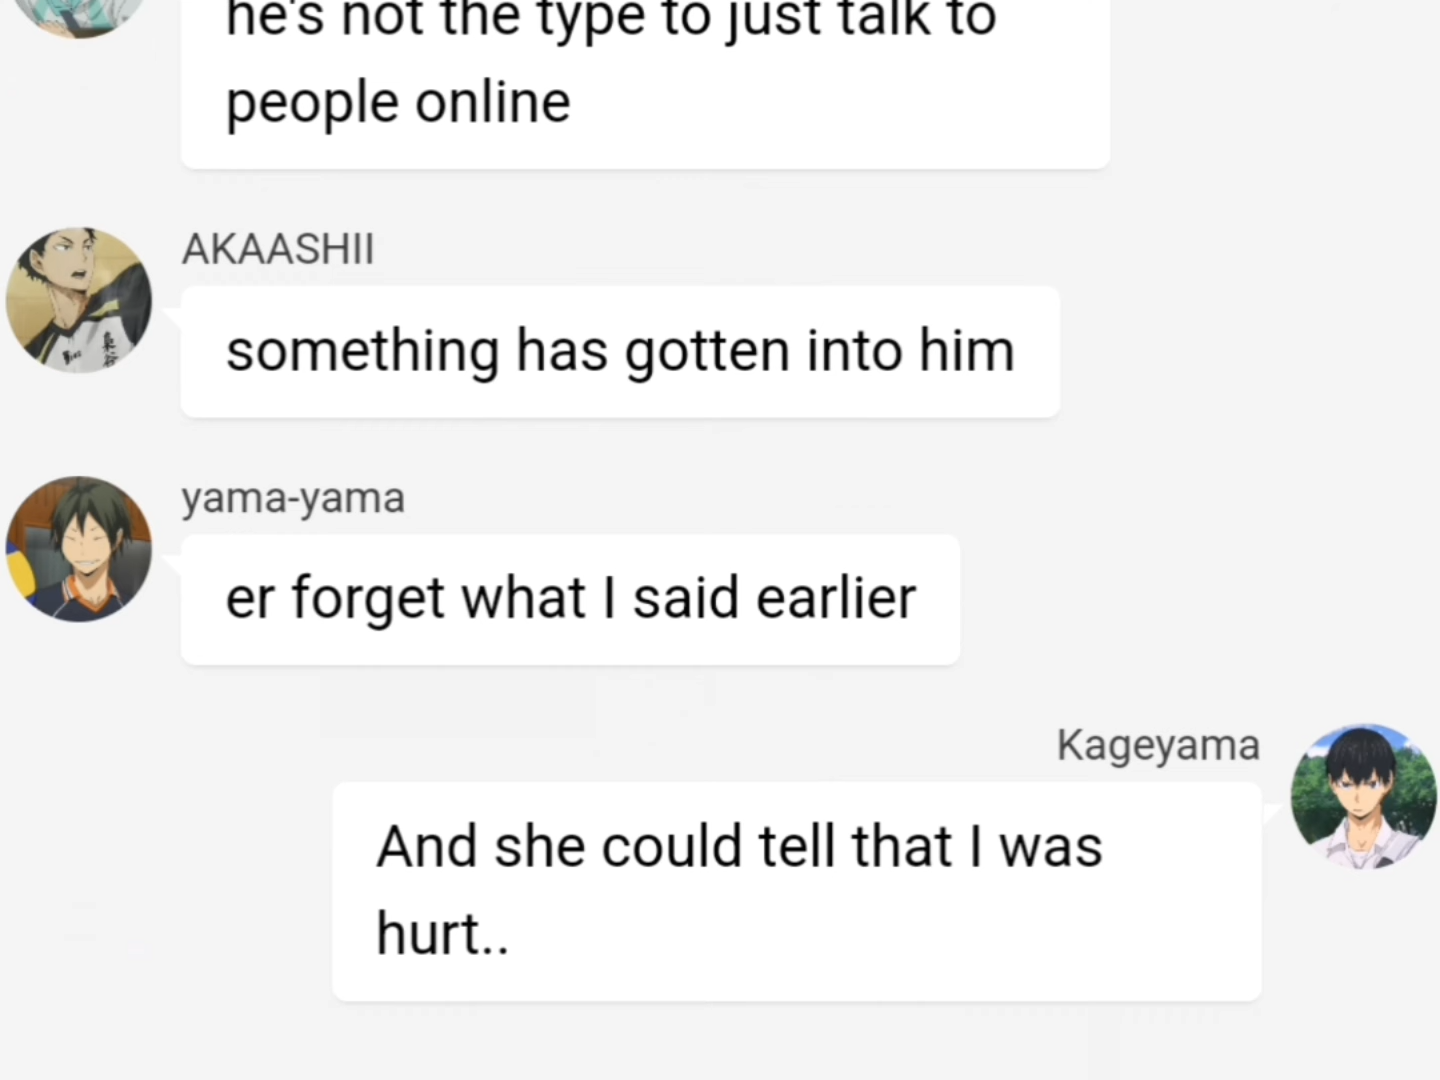 he's not the type to just talk to
people online
AKAASHII
something has gotten into him
yama-yama
er forget what I said earlier
Kageyama
And she could tell that I was
hurt..